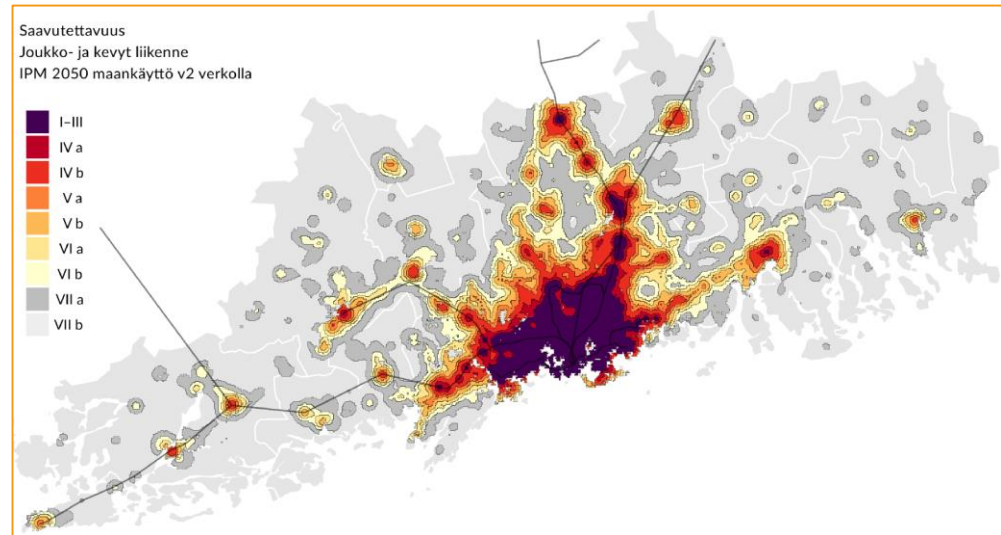 Saavutettavuus
Joukko- ja kevyt liikenne
IPM 2050 maankäyttö v2 verkolla
I–III
IV a
IV b
V a
V b
VI a
VI b
VII a
VII b